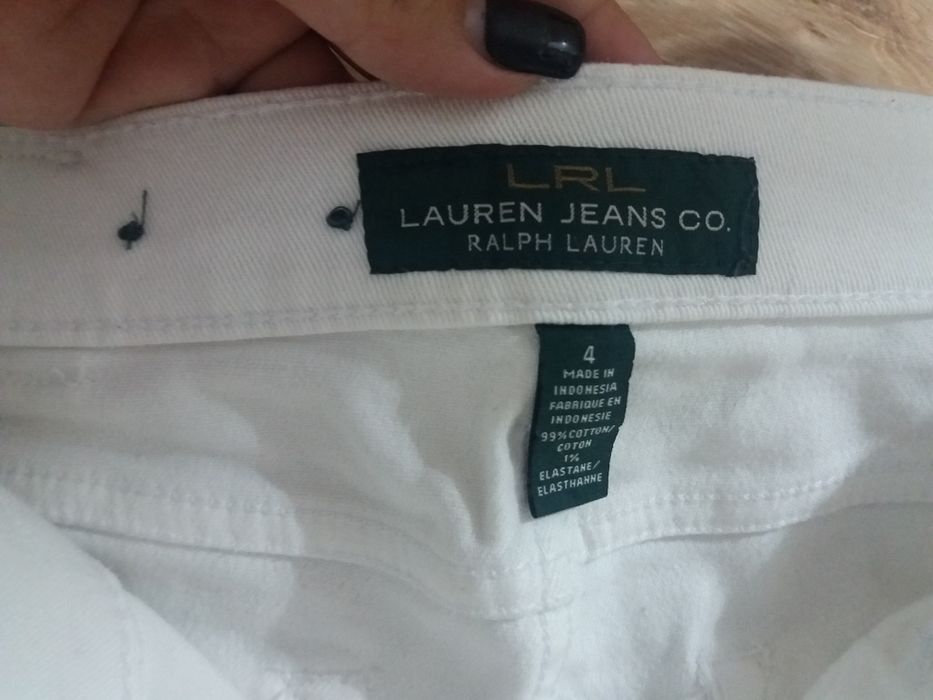 LRL
LAUREN JEANS CO.
RALPH LAUREN
4
MADE IN
INDONESIA
FABRIQUE EN
INDONESIE
99% COTTON/
COTON
1%
ELASTANE/
ELASTHANNE